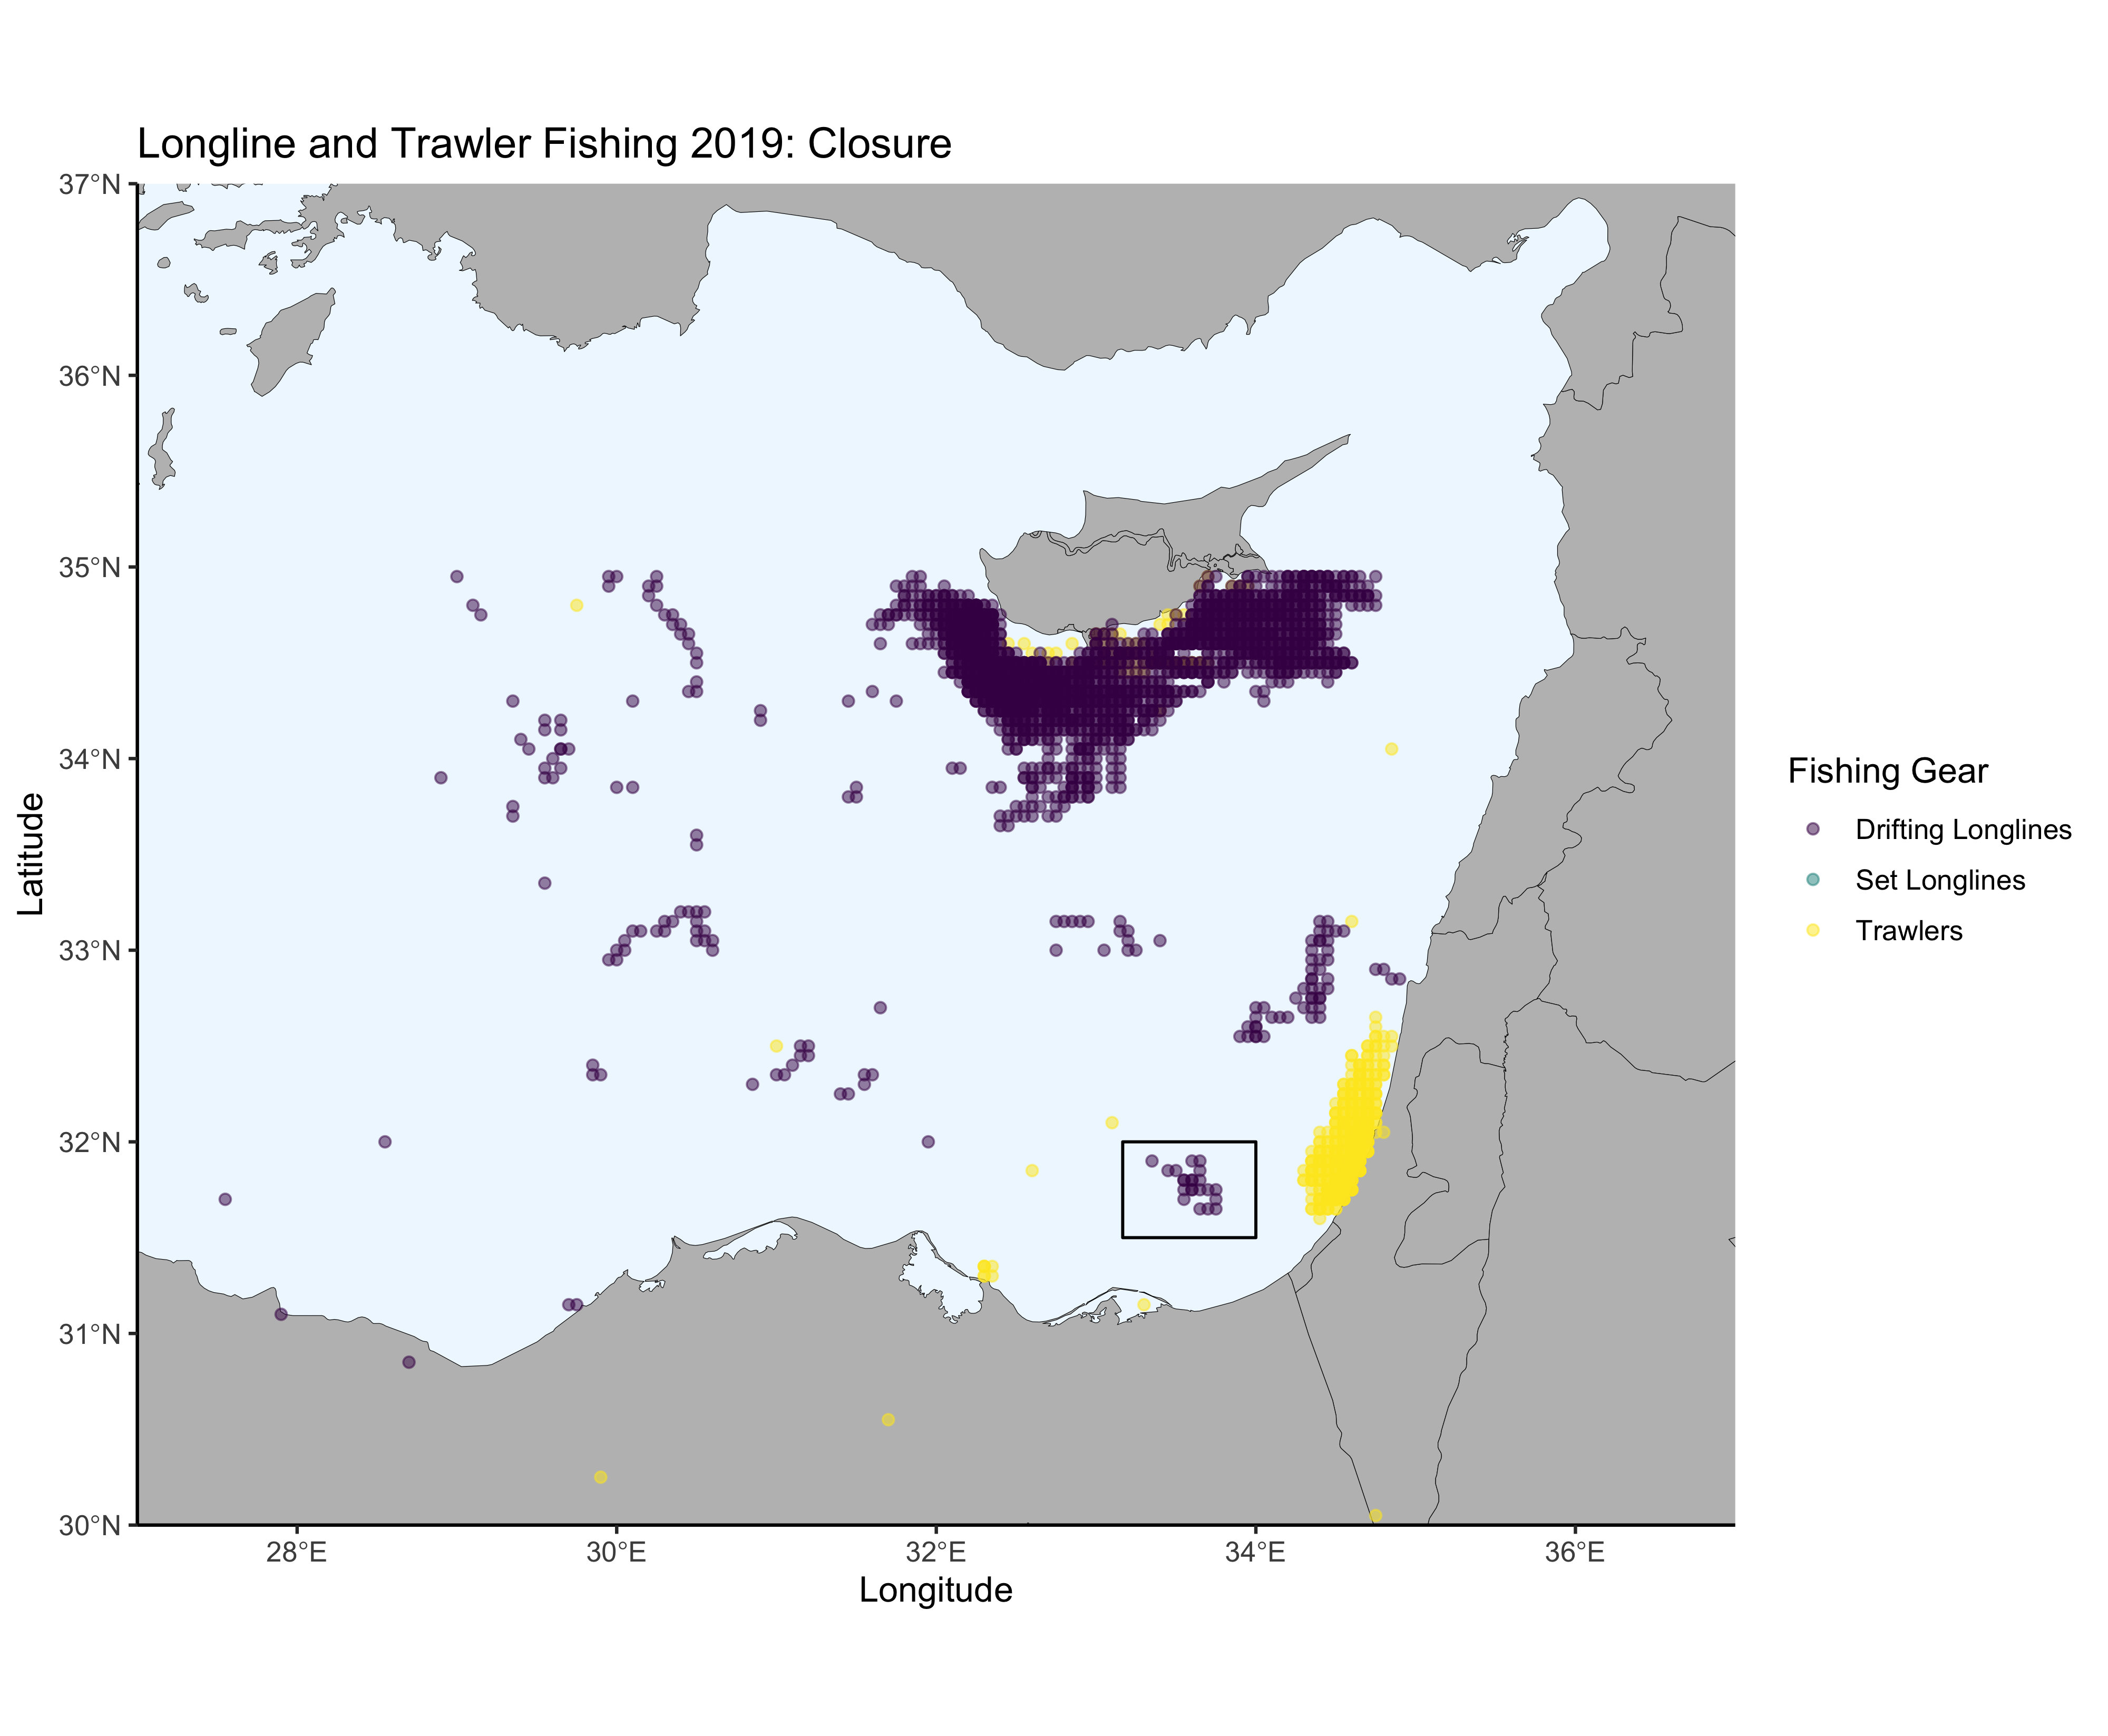 Longline and Trawler Fishing 2019: Closure
37°N
36°N
35°N
34°N
33°N
32°N
31°N
30°N
Latitude
28°E
30°E
32°E
34°E
36°E
Longitude
Fishing Gear
Drifting Longlines
Set Longlines
Trawlers